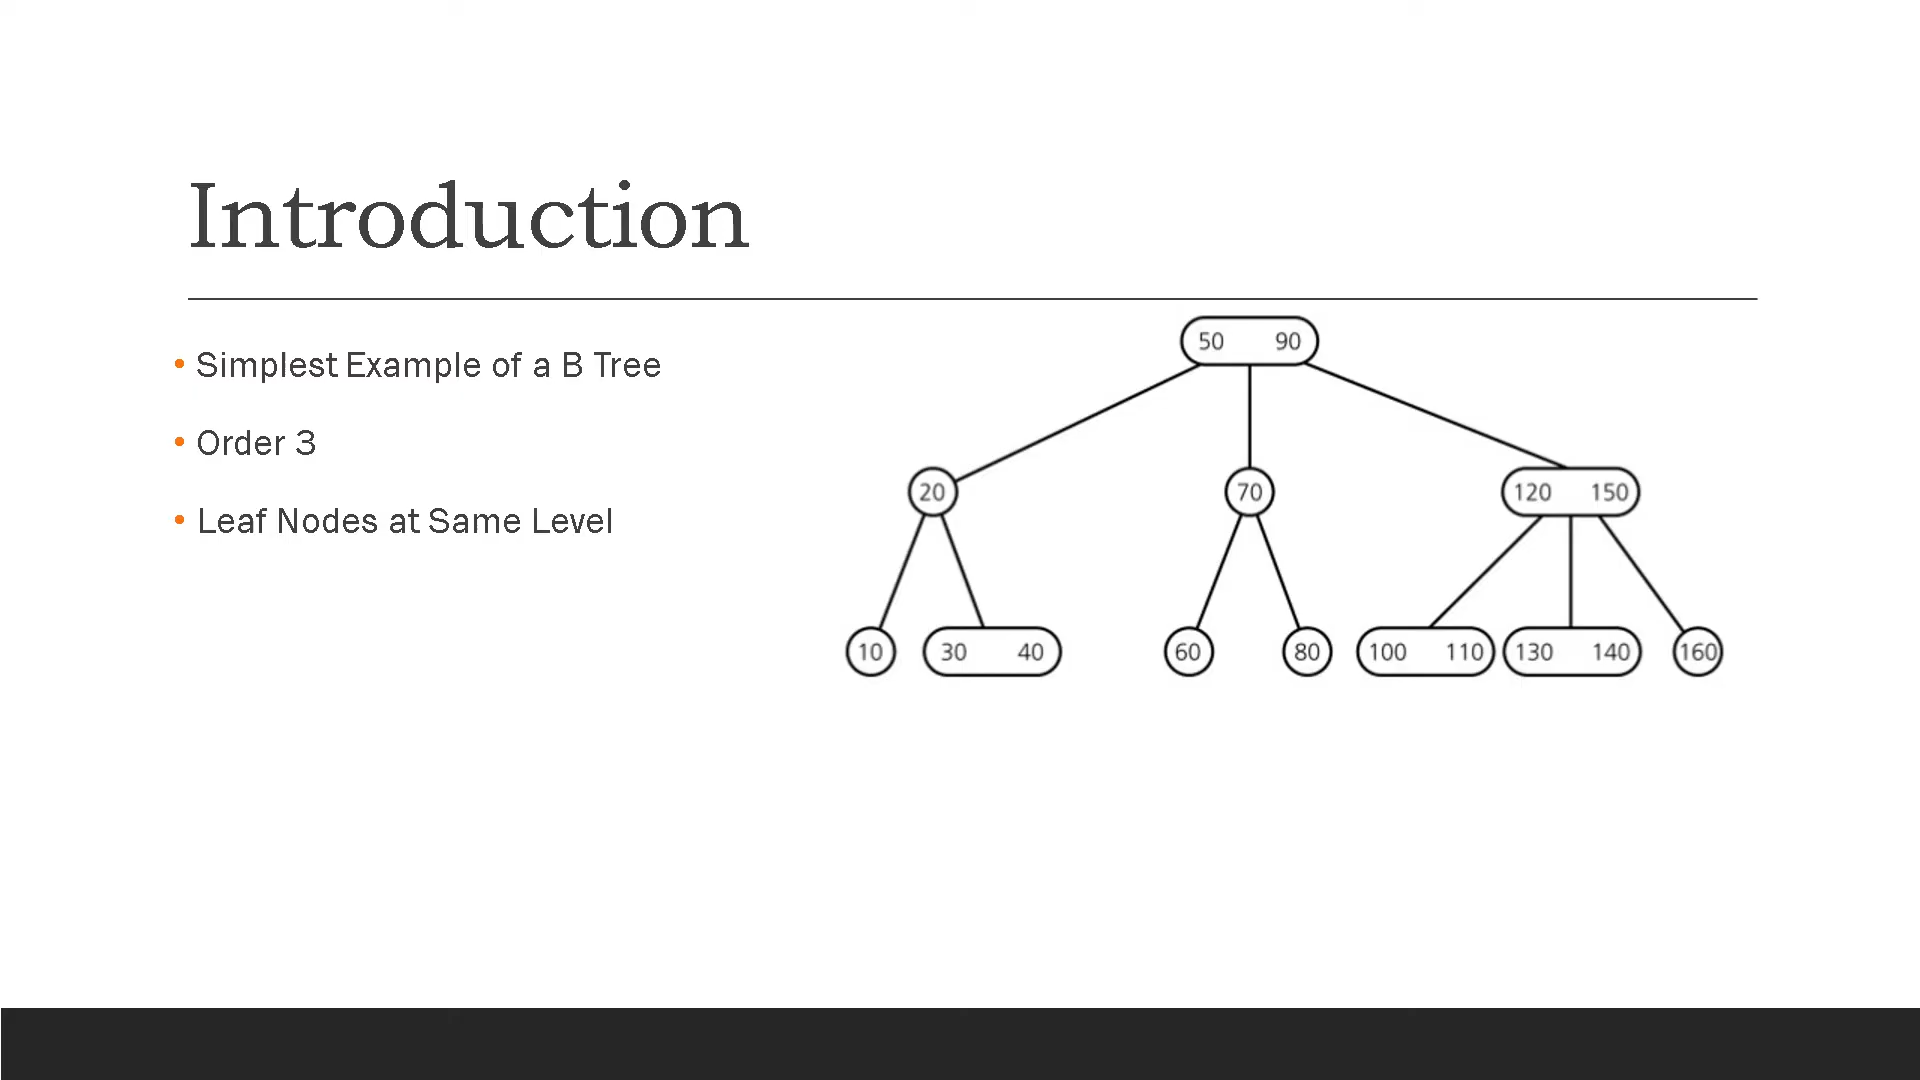 Introduction
• Simplest Example of a B Tree
• Order 3
• Leaf Nodes at Same Level
50 90
20 70 120 150
10 30 40 60 80 100 110 130 140 160